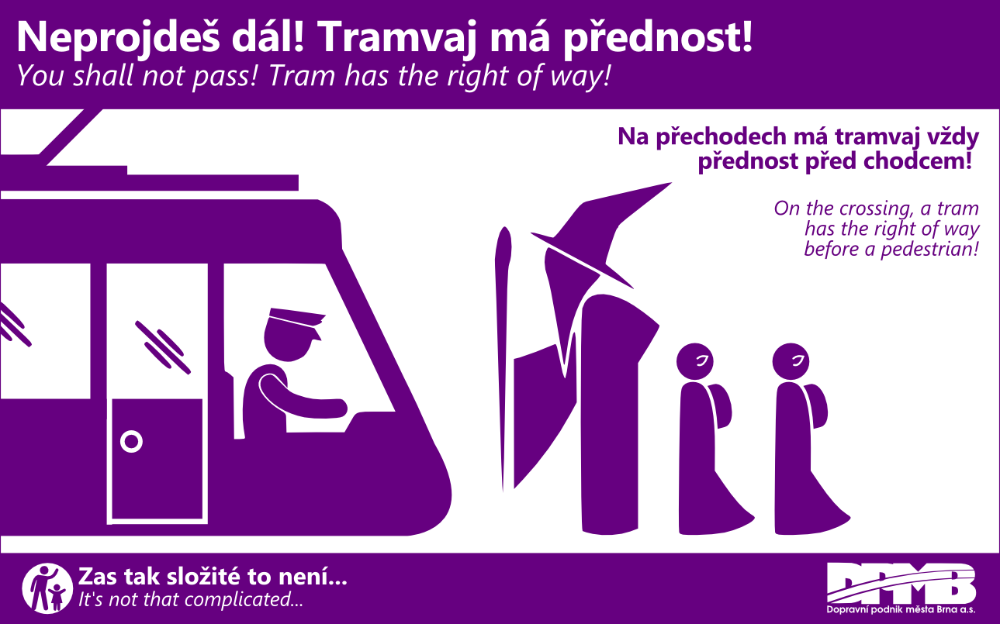 Neprojdeš dál! Tramvaj má přednost!
You shall not pass! Tram has the right of way!
Na přechodech má tramvaj vždy
přednost před chodcem!
On the crossing, a tram
has the right of way
before a pedestrian!
Zas tak složité to není...
It's not that complicated...
DPMB
Dopravní podnik města Brna a.s.